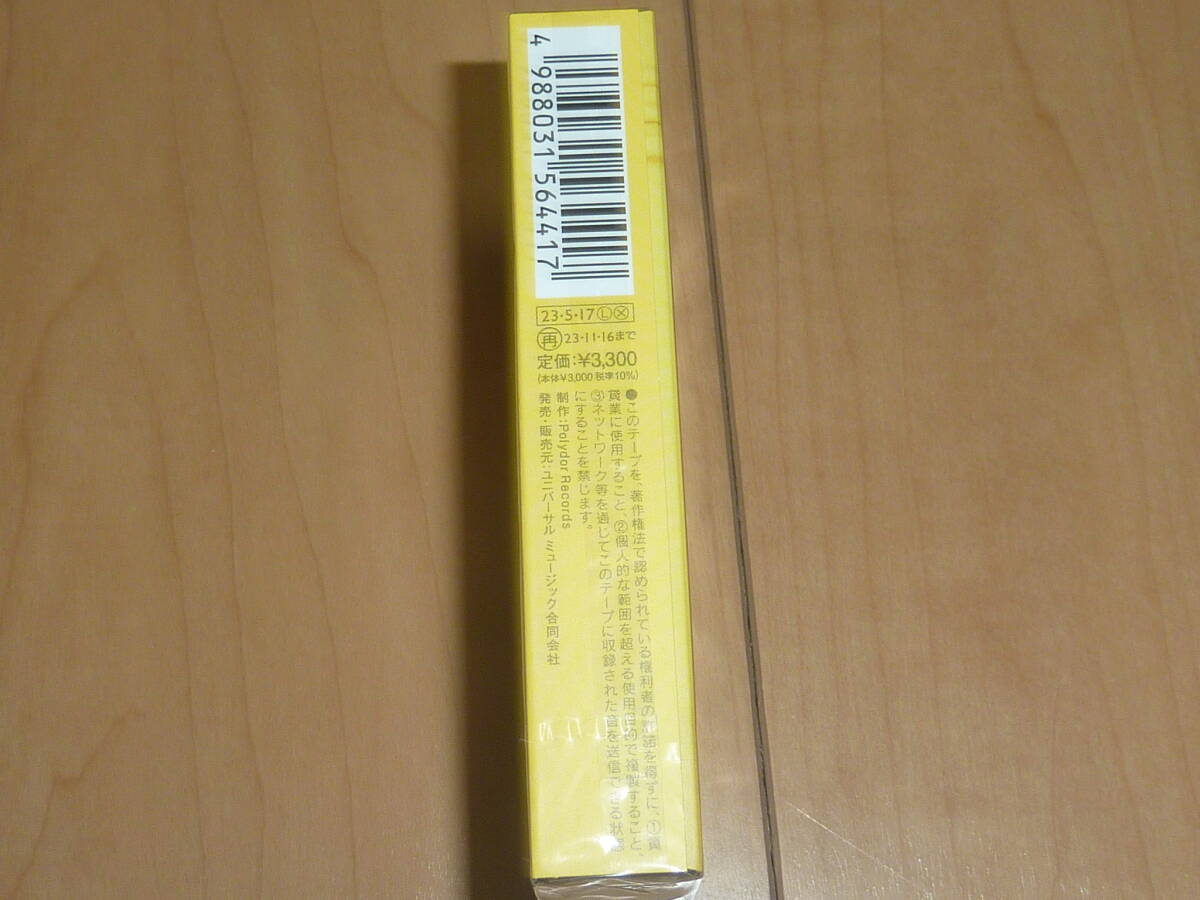 4 988031 564417
23・5・17 Ⓛ Ⓧ
再 23・11・16まで
定価:¥3,300
(本体¥3,000 税率10%)
●このテープを、著作権法で認められている権利者の許諾を得ずに、①賃
貸業に使用すること、②個人的な範囲を超える使用目的で複製すること、
③ネットワーク等を通じてこのテープに収録された音を送信できる状態
にすることを禁じます。
制作:Polydor Records
発売・販売元:ユニバーサル ミュージック合同会社